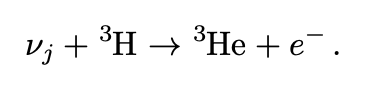 ν_j + ³H → ³He + e⁻ .